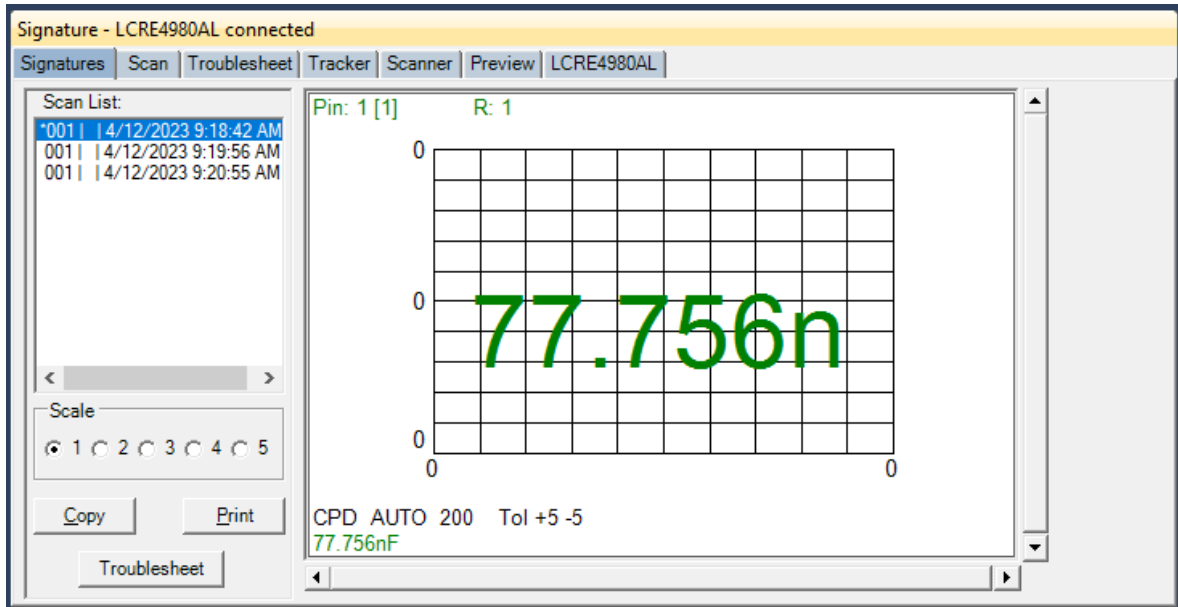 Signature - LCRE4980AL connected
Signatures Scan Troublesheet Tracker Scanner Preview LCRE4980AL
Scan List:
*001 | | 4/12/2023 9:18:42 AM
001 | | 4/12/2023 9:19:56 AM
001 | | 4/12/2023 9:20:55 AM
Scale
1 2 3 4 5
Copy Print
Troublesheet
Pin: 1 [1] R: 1
0
0
0
0 0
77.756n
CPD AUTO 200 Tol +5 -5
77.756nF